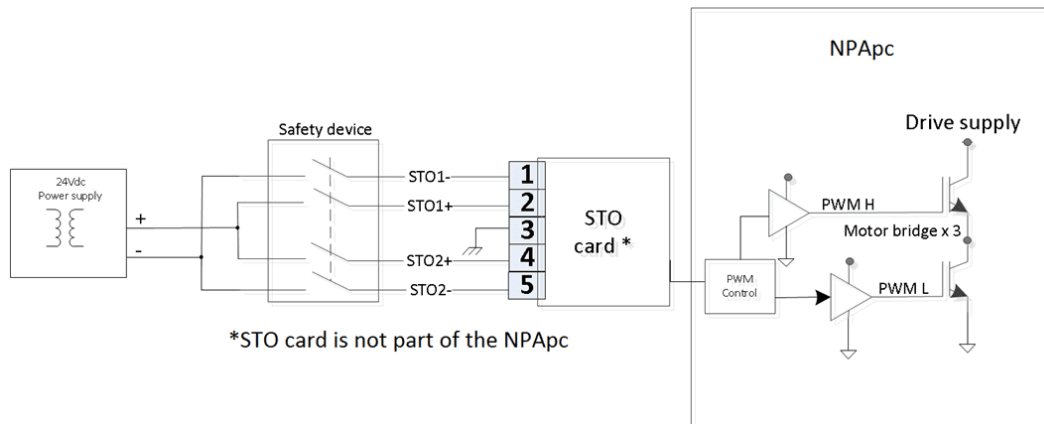 NPApc
Drive supply
Safety device
24Vdc
Power supply
+
-
STO1-
STO1+
STO2+
STO2-
1
2
3
4
5
STO
card *
PWM H
Motor bridge x 3
PWM
Control
PWM L
*STO card is not part of the NPApc